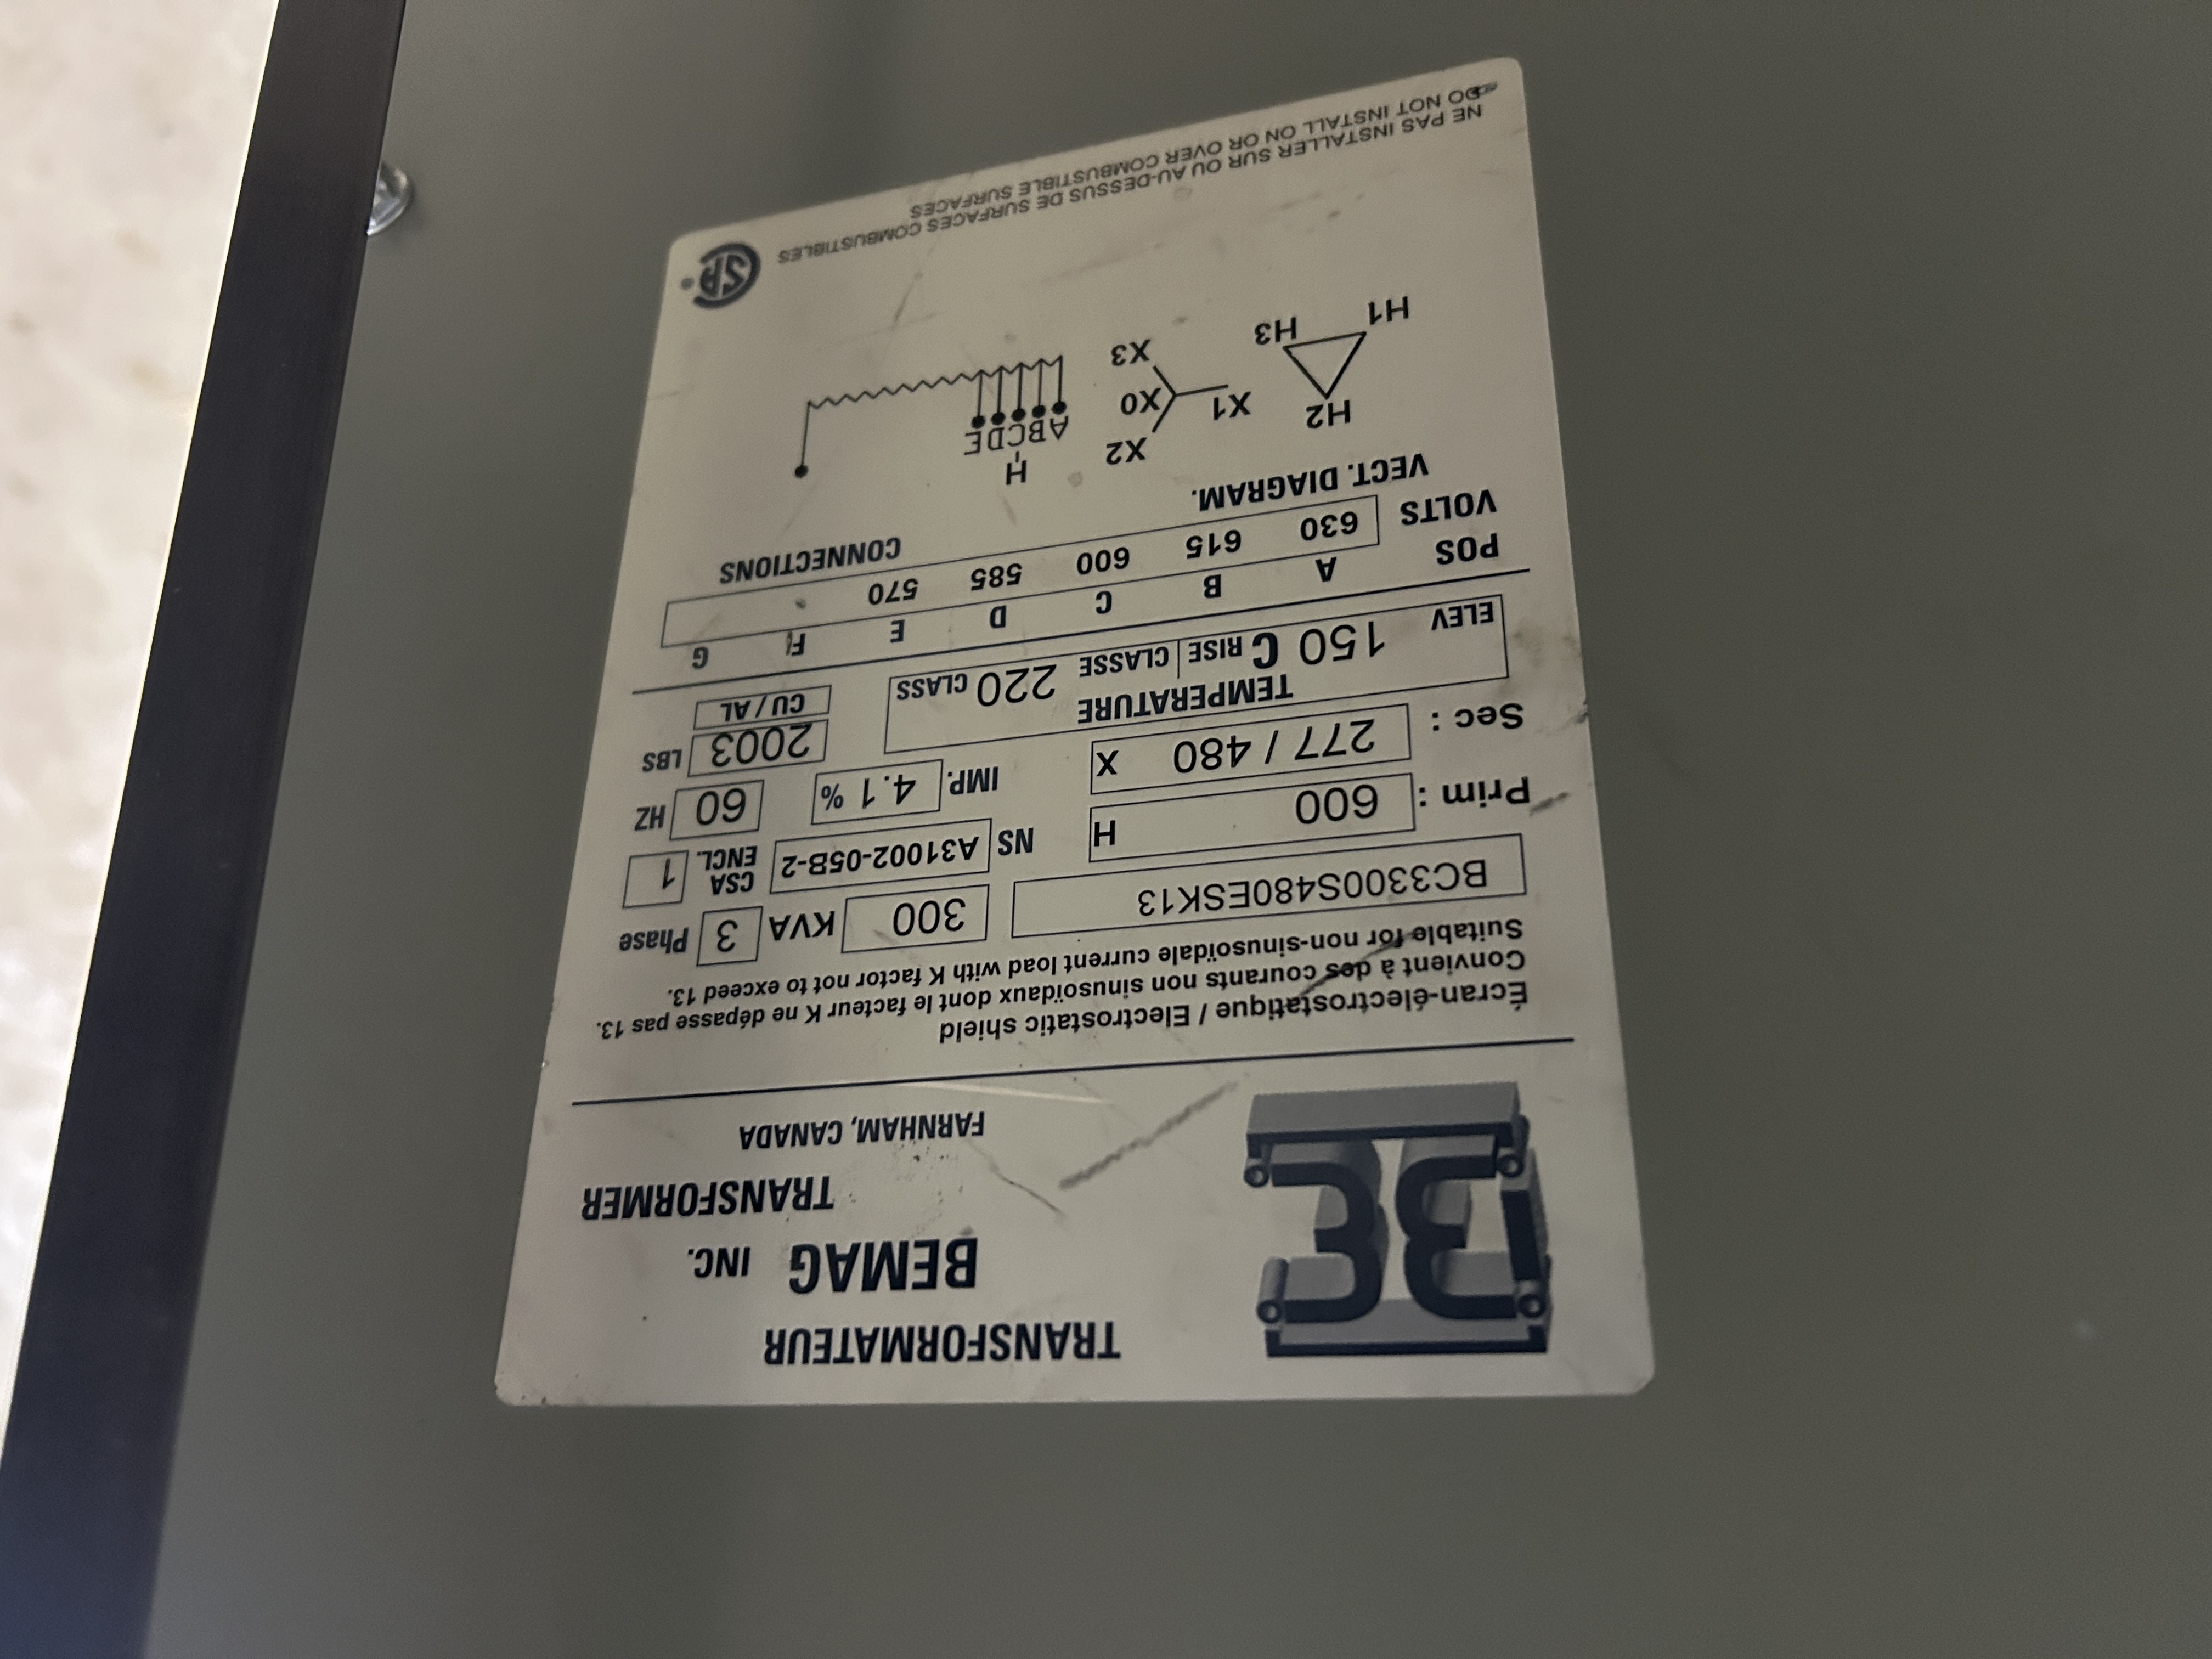 TRANSFORMATEUR
BEMAG INC.
TRANSFORMER
FARNHAM, CANADA
Écran-électrostatique / Electrostatic shield
Convient à des courants non sinusoïdaux dont le facteur K ne dépasse pas 13.
Suitable for non-sinusoïdale current load with K factor not to exceed 13.
BC3300S480ESK13 300 KVA 3 Phase
Prim : 600 H NS A31002-05B-2 CSA ENCL. 1
Sec : 277 / 480 X IMP. 4.1 % 60 HZ
TEMPERATURE 2003 LBS
ELEV 150 C RISE CLASSE 220 CLASS CU / AL
POS A B C D E F G
VOLTS 630 615 600 585 570
VECT. DIAGRAM. CONNECTIONS
H2 X2 H
X1 X0 ABCDE
H1 H3 X3
NE PAS INSTALLER SUR OU AU-DESSUS DE SURFACES COMBUSTIBLES
DO NOT INSTALL ON OR OVER COMBUSTIBLE SURFACES
SA